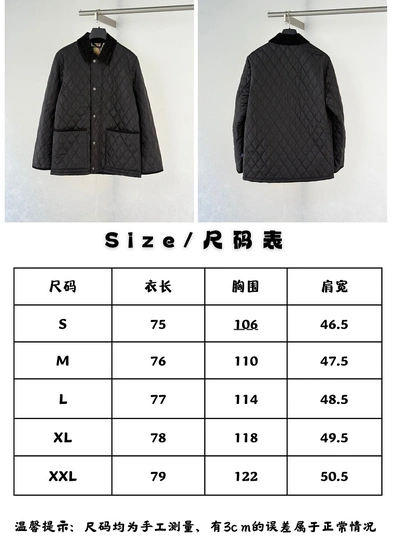 Size/尺码表
尺码 衣长 胸围 肩宽
S 75 106 46.5
M 76 110 47.5
L 77 114 48.5
XL 78 118 49.5
XXL 79 122 50.5
温馨提示：尺码均为手工测量、有3cm的误差属于正常情况